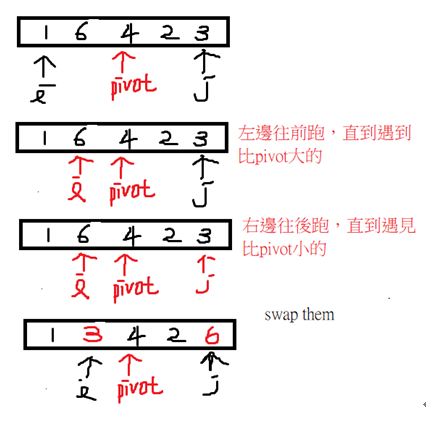 1 6 4 2 3
i pivot j
1 6 4 2 3
左邊往前跑，直到遇到
比pivot大的
i pivot j
1 6 4 2 3
右邊往後跑，直到遇見
比pivot小的
i pivot j
swap them
1 3 4 2 6
i pivot j